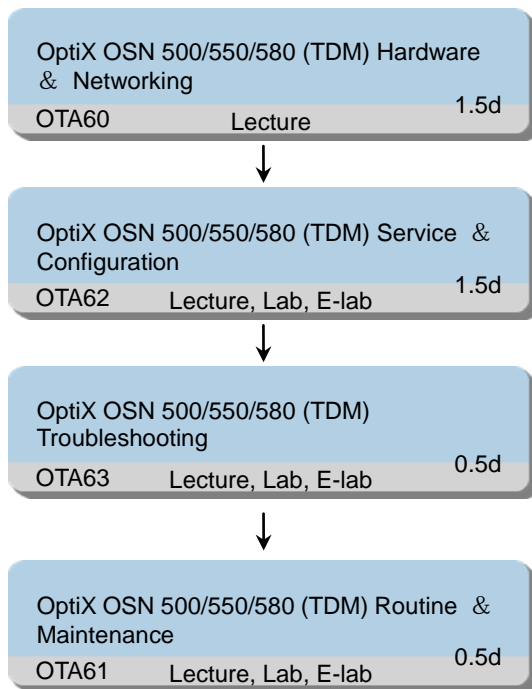 OptiX OSN 500/550/580 (TDM) Hardware
& Networking
1.5d
OTA60 Lecture
OptiX OSN 500/550/580 (TDM) Service &
Configuration
1.5d
OTA62 Lecture, Lab, E-lab
OptiX OSN 500/550/580 (TDM)
Troubleshooting
0.5d
OTA63 Lecture, Lab, E-lab
OptiX OSN 500/550/580 (TDM) Routine &
Maintenance
0.5d
OTA61 Lecture, Lab, E-lab